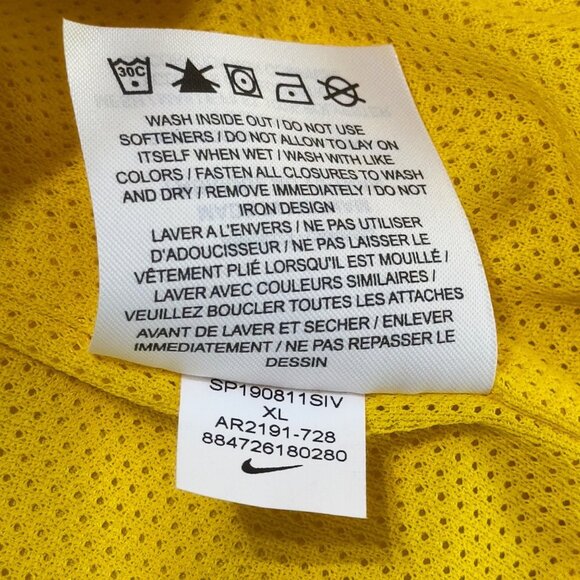 30C
WASH INSIDE OUT / DO NOT USE
SOFTENERS / DO NOT ALLOW TO LAY ON
ITSELF WHEN WET / WASH WITH LIKE
COLORS / FASTEN ALL CLOSURES TO WASH
AND DRY / REMOVE IMMEDIATELY / DO NOT
IRON DESIGN
LAVER A L'ENVERS / NE PAS UTILISER
D'ADOUCISSEUR / NE PAS LAISSER LE
VÊTEMENT PLIÉ LORSQU'IL EST MOUILLÉ /
LAVER AVEC COULEURS SIMILAIRES /
VEUILLEZ BOUCLER TOUTES LES ATTACHES
AVANT DE LAVER ET SECHER / ENLEVER
IMMEDIATEMENT / NE PAS REPASSER LE
DESSIN
SP190811SIV
XL
AR2191-728
884726180280